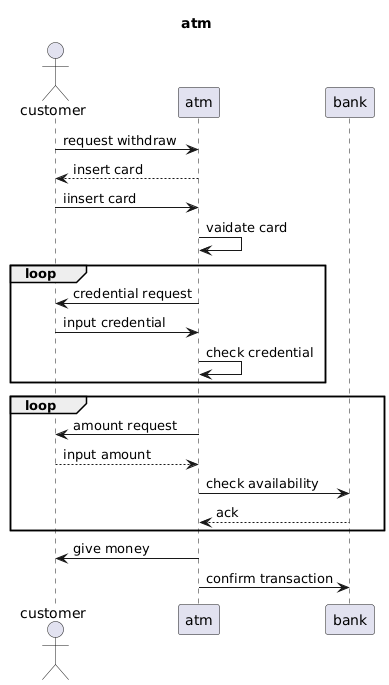 atm
customer
atm
bank
request withdraw
insert card
iinsert card
vaidate card
loop
credential request
input credential
check credential
loop
amount request
input amount
check availability
ack
give money
confirm transaction
customer
atm
bank